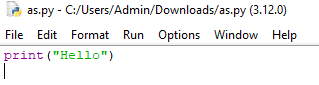 as.py - C:/Users/Admin/Downloads/as.py (3.12.0)
File Edit Format Run Options Window Help
print("Hello")